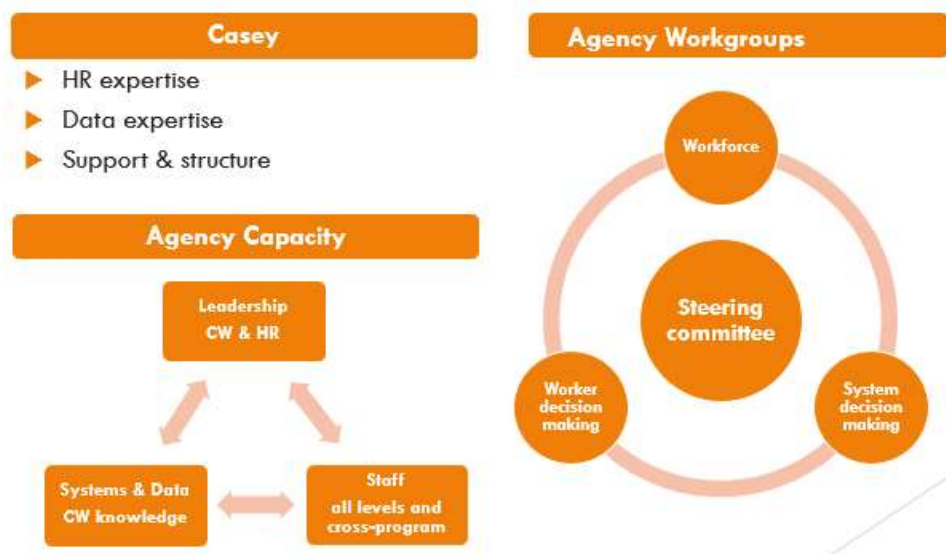 Casey
HR expertise
Data expertise
Support & structure
Agency Capacity
Leadership
CW & HR
Systems & Data
CW knowledge
Staff
all levels and
cross-program
Agency Workgroups
Workforce
Steering
committee
Worker
decision
making
System
decision
making